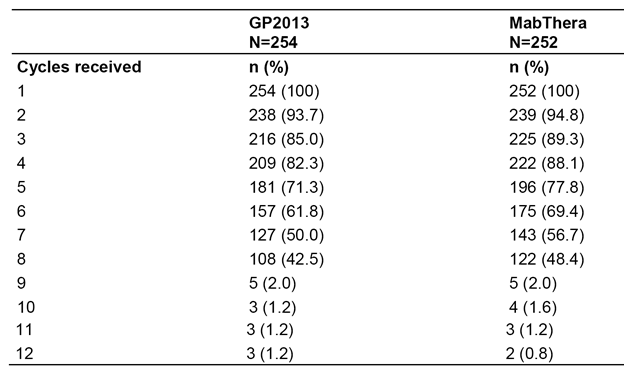 GP2013 MabThera
N=254 N=252
Cycles received n (%) n (%)
1 254 (100) 252 (100)
2 238 (93.7) 239 (94.8)
3 216 (85.0) 225 (89.3)
4 209 (82.3) 222 (88.1)
5 181 (71.3) 196 (77.8)
6 157 (61.8) 175 (69.4)
7 127 (50.0) 143 (56.7)
8 108 (42.5) 122 (48.4)
9 5 (2.0) 5 (2.0)
10 3 (1.2) 4 (1.6)
11 3 (1.2) 3 (1.2)
12 3 (1.2) 2 (0.8)